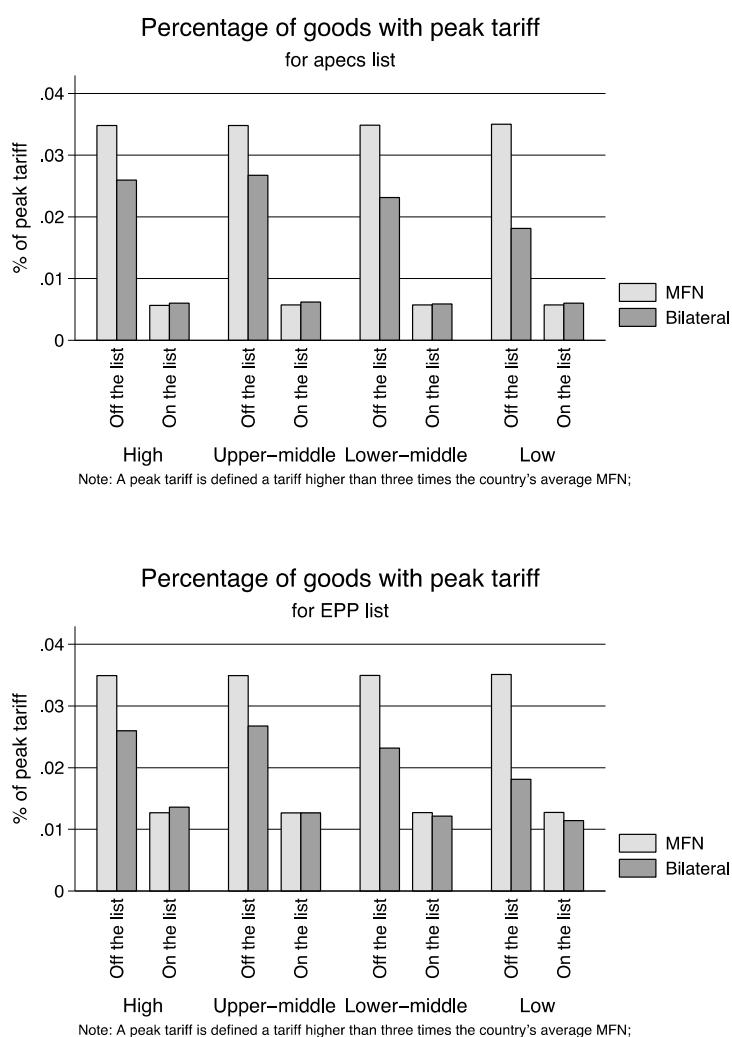 Percentage of goods with peak tariff
for apecs list
% of peak tariff
.04
.03
.02
.01
0
Off the list
On the list
Off the list
On the list
Off the list
On the list
Off the list
On the list
High
Upper−middle
Lower−middle
Low
MFN
Bilateral
Note: A peak tariff is defined a tariff higher than three times the country's average MFN;
Percentage of goods with peak tariff
for EPP list
% of peak tariff
.04
.03
.02
.01
0
Off the list
On the list
Off the list
On the list
Off the list
On the list
Off the list
On the list
High
Upper−middle
Lower−middle
Low
MFN
Bilateral
Note: A peak tariff is defined a tariff higher than three times the country's average MFN;